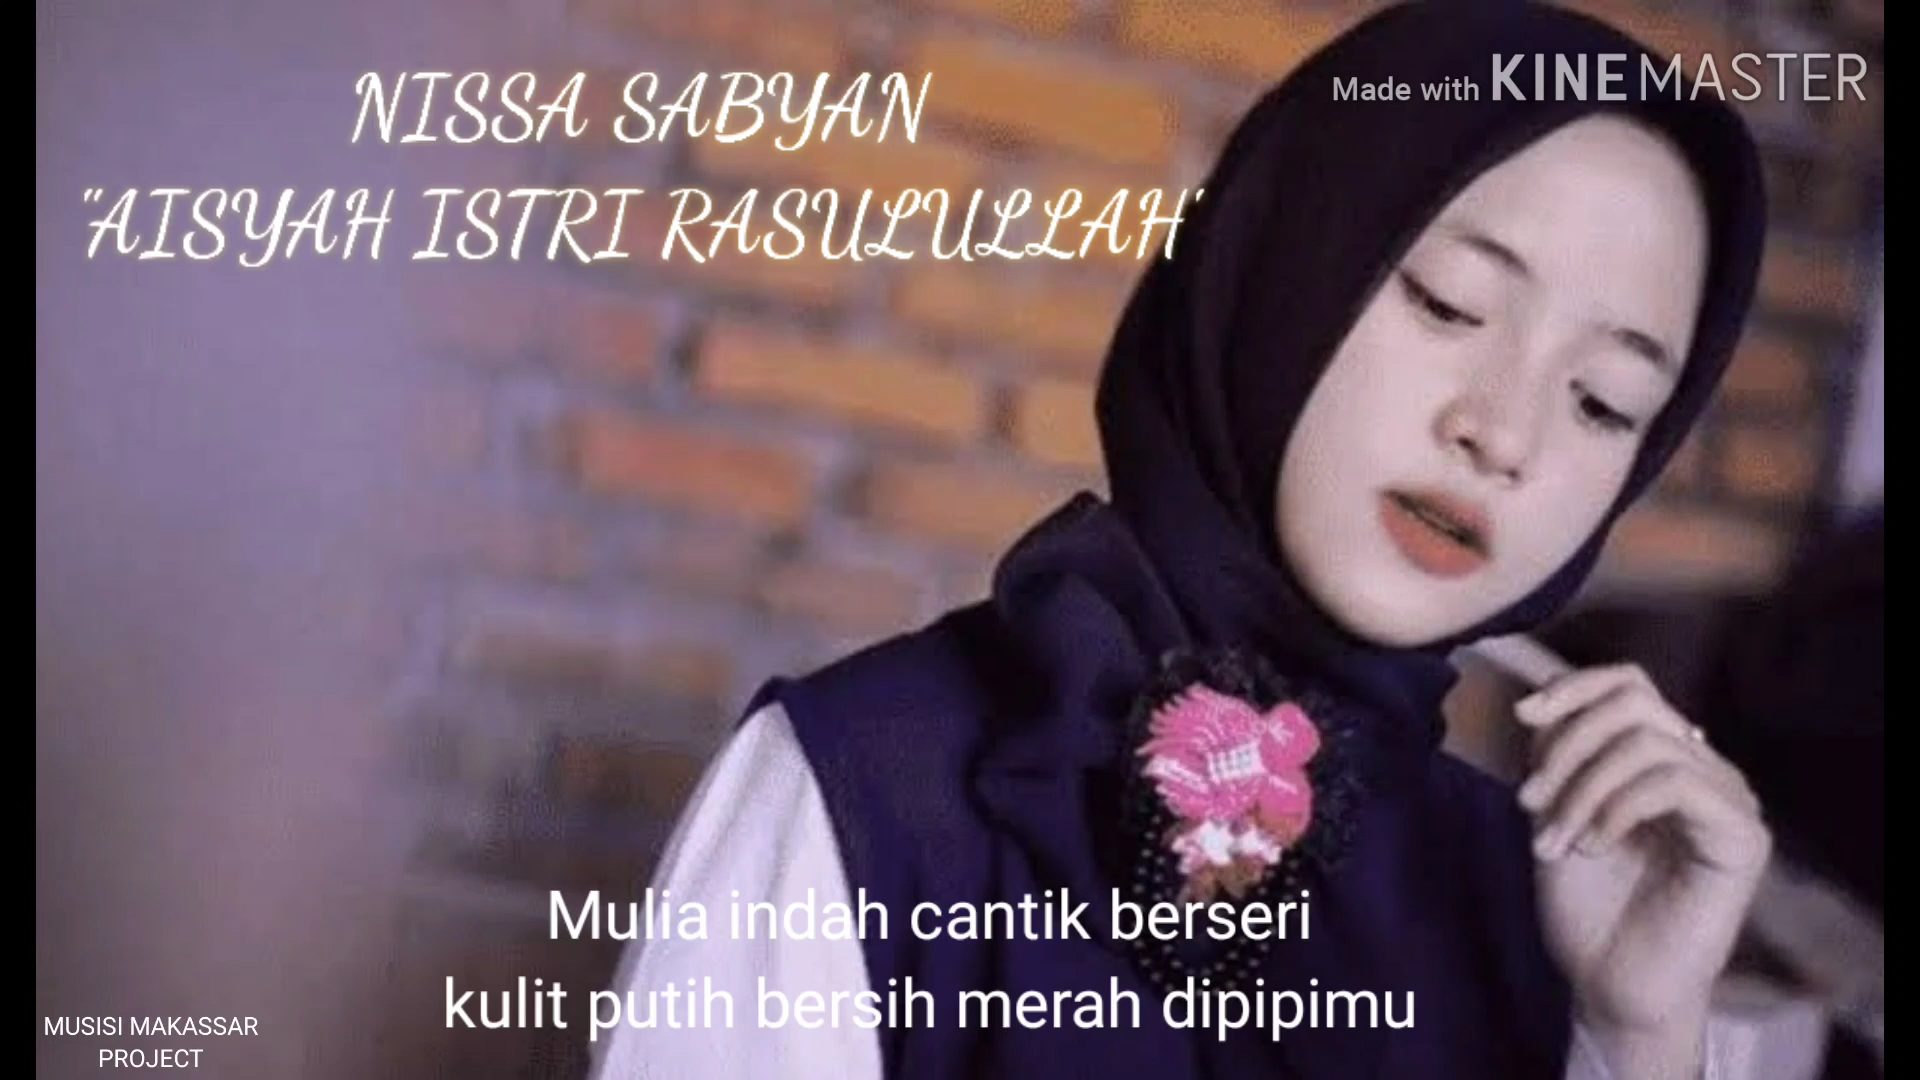 Made with KINEMASTER
NISSA SABYAN
"AISYAH ISTRI RASULULLAH"
Mulia indah cantik berseri
kulit putih bersih merah dipipimu
MUSISI MAKASSAR
PROJECT